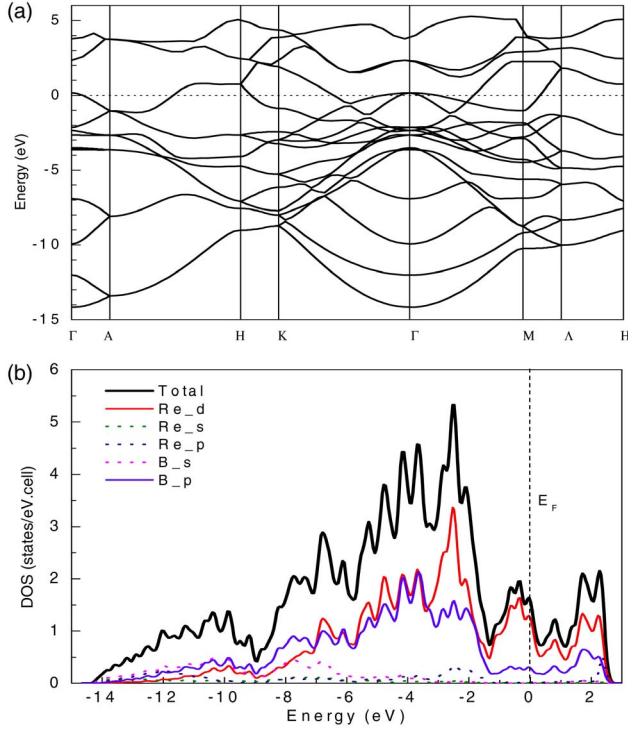 (a)
5
0
-5
-10
-15
Energy (eV)
Γ A H K Γ M Λ H
(b)
6
5
4
3
2
1
0
DOS (states/eV.cell)
Total
Re_d
Re_s
Re_p
B_s
B_p
E_F
-14 -12 -10 -8 -6 -4 -2 0 2
Energy (eV)